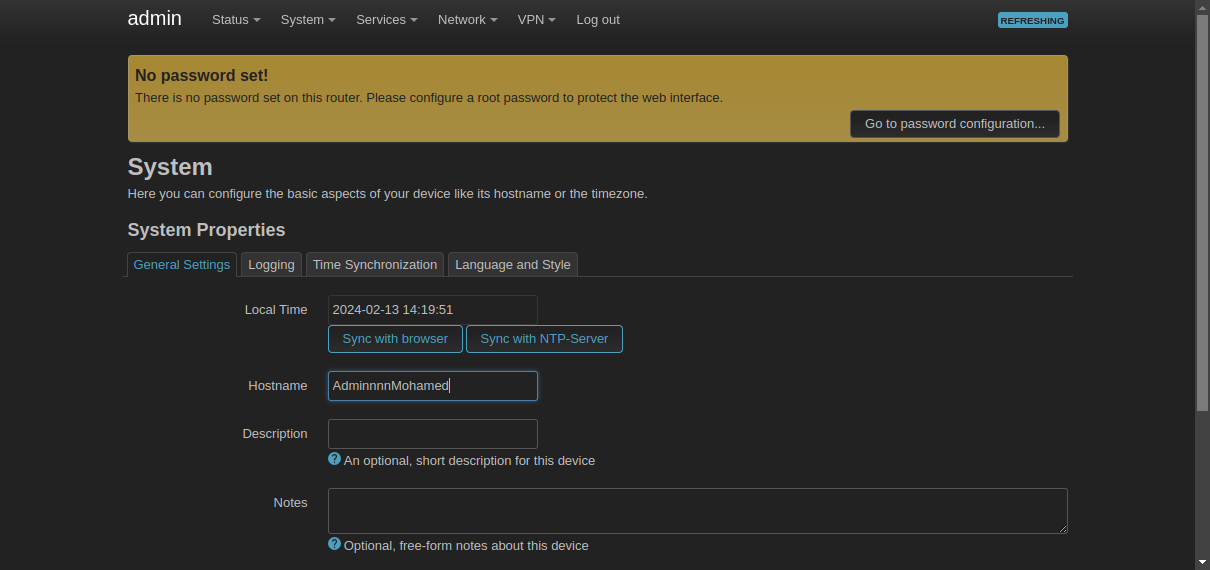 admin Status System Services Network VPN Log out REFRESHING
No password set!
There is no password set on this router. Please configure a root password to protect the web interface.
Go to password configuration...
System
Here you can configure the basic aspects of your device like its hostname or the timezone.
System Properties
General Settings Logging Time Synchronization Language and Style
Local Time 2024-02-13 14:19:51
Sync with browser Sync with NTP-Server
Hostname AdminnnnMohamed
Description
? An optional, short description for this device
Notes
? Optional, free-form notes about this device